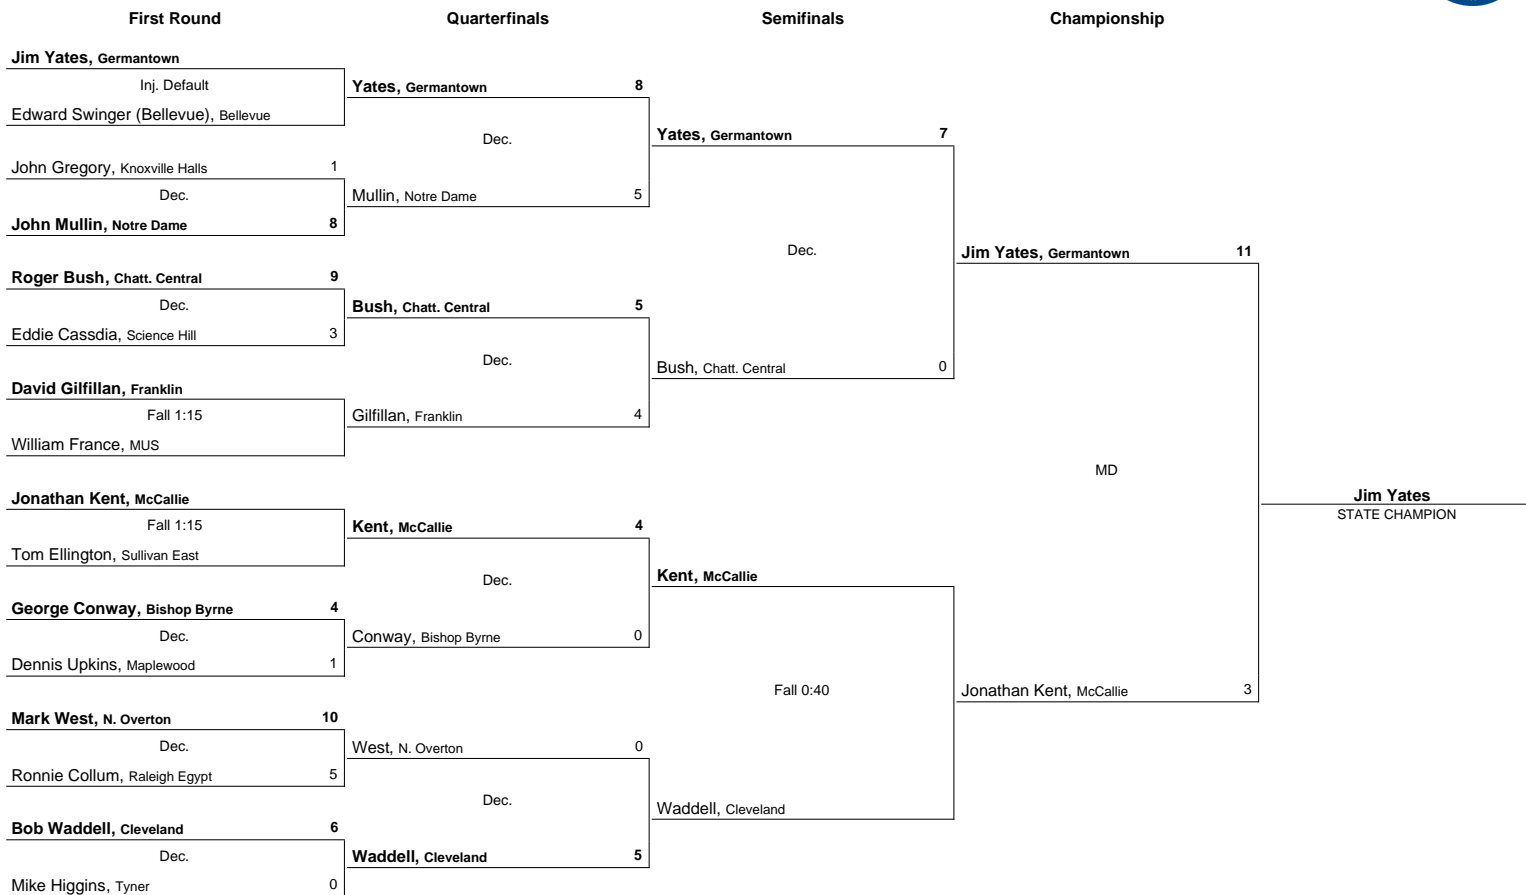 First Round Quarterfinals Semifinals Championship
Jim Yates, Germantown
Inj. Default
Edward Swinger (Bellevue), Bellevue
John Gregory, Knoxville Halls 1
Dec.
John Mullin, Notre Dame 8
Roger Bush, Chatt. Central 9
Dec.
Eddie Cassdia, Science Hill 3
David Gilfillan, Franklin
Fall 1:15
William France, MUS
Jonathan Kent, McCallie
Fall 1:15
Tom Ellington, Sullivan East
George Conway, Bishop Byrne 4
Dec.
Dennis Upkins, Maplewood 1
Mark West, N. Overton 10
Dec.
Ronnie Collum, Raleigh Egypt 5
Bob Waddell, Cleveland 6
Dec.
Mike Higgins, Tyner 0
Yates, Germantown 8
Dec.
Mullin, Notre Dame 5
Bush, Chatt. Central 5
Dec.
Gilfillan, Franklin 4
Kent, McCallie 4
Dec.
Conway, Bishop Byrne 0
West, N. Overton 0
Dec.
Waddell, Cleveland 5
Yates, Germantown 7
Dec.
Bush, Chatt. Central 0
Kent, McCallie
Fall 0:40
Waddell, Cleveland
Jim Yates, Germantown 11
MD
Jonathan Kent, McCallie 3
Jim Yates
STATE CHAMPION